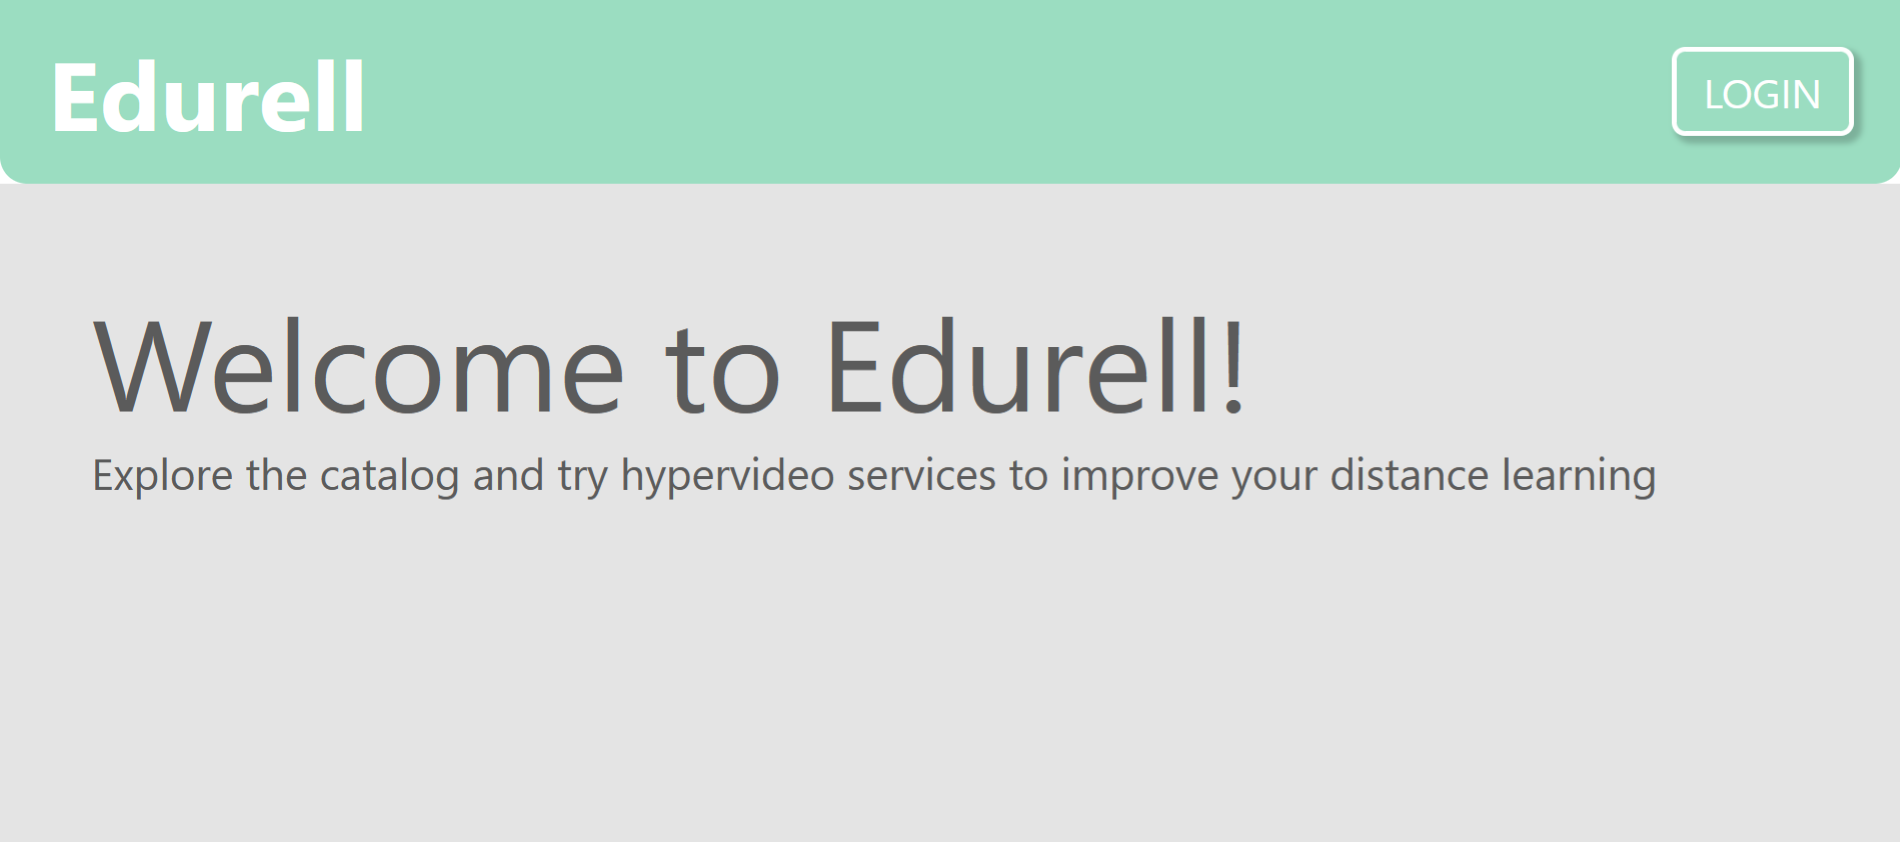 Edurell
LOGIN
Welcome to Edurell!
Explore the catalog and try hypervideo services to improve your distance learning